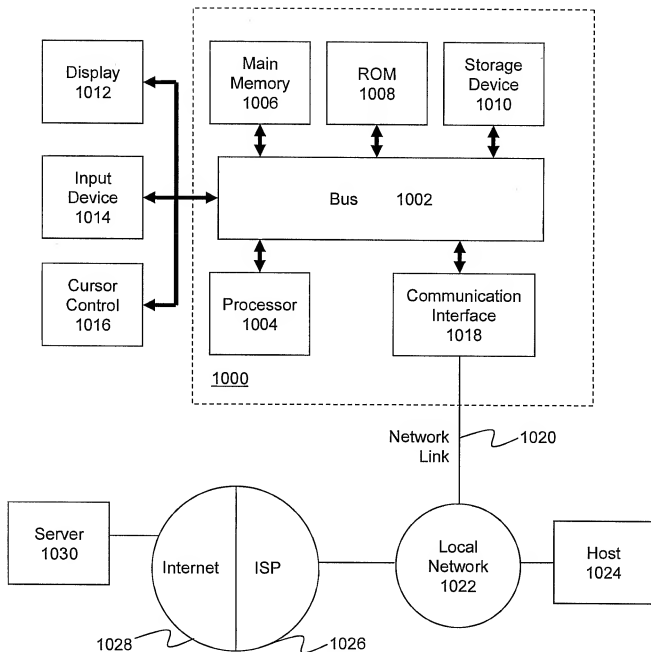 Display
1012
Main
Memory
1006
ROM
1008
Storage
Device
1010
Input
Device
1014
Bus 1002
Cursor
Control
1016
Processor
1004
Communication
Interface
1018
1000
Network
Link
1020
Server
1030
Internet
ISP
Local
Network
1022
Host
1024
1028
1026